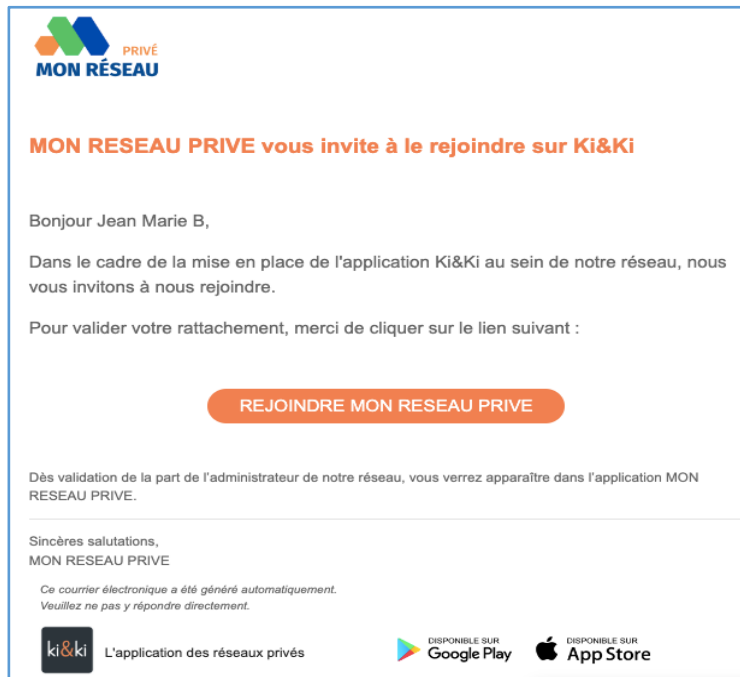 PRIVÉ
MON RÉSEAU
MON RESEAU PRIVE vous invite à le rejoindre sur Ki&Ki
Bonjour Jean Marie B,
Dans le cadre de la mise en place de l'application Ki&Ki au sein de notre réseau, nous
vous invitons à nous rejoindre.
Pour valider votre rattachement, merci de cliquer sur le lien suivant :
REJOINDRE MON RESEAU PRIVE
Dès validation de la part de l'administrateur de notre réseau, vous verrez apparaître dans l'application MON
RESEAU PRIVE.
Sincères salutations,
MON RESEAU PRIVE
Ce courrier électronique a été généré automatiquement.
Veuillez ne pas y répondre directement.
ki&ki L'application des réseaux privés
DISPONIBLE SUR
Google Play
DISPONIBLE SUR
App Store